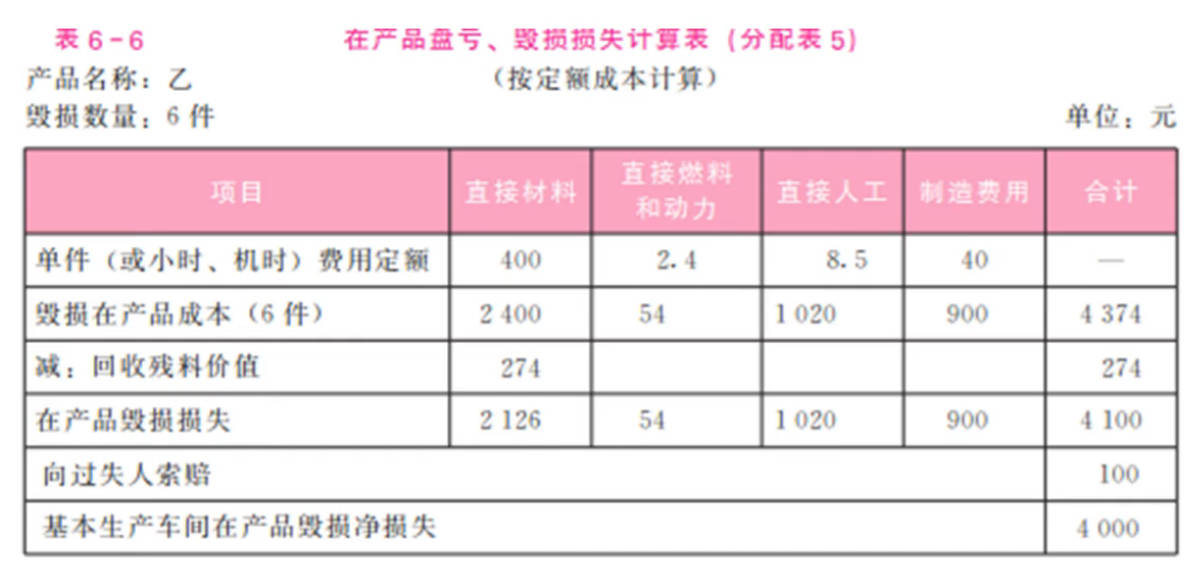 表 6-6 在产品盘亏、毁损损失计算表 (分配表 5)
产品名称：乙 （按定额成本计算）
毁损数量：6 件 单位：元
项目 直接材料 直接燃料和动力 直接人工 制造费用 合计
单件（或小时、机时）费用定额 400 2.4 8.5 40 —
毁损在产品成本（6 件） 2 400 54 1 020 900 4 374
减：回收残料价值 274 274
在产品毁损损失 2 126 54 1 020 900 4 100
向过失人索赔 100
基本生产车间在产品毁损净损失 4 000